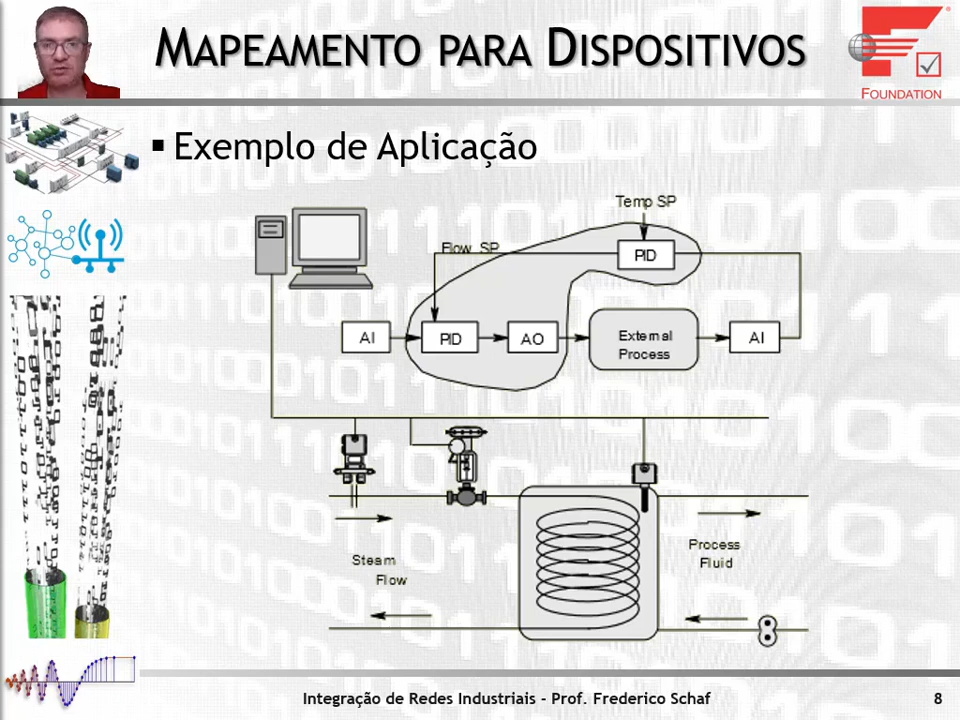 MAPEAMENTO PARA DISPOSITIVOS
FOUNDATION
▪ Exemplo de Aplicação
Temp SP
Flow SP
PID
AI
PID
AO
External
Process
AI
Steam
Flow
Process
Fluid
Integração de Redes Industriais - Prof. Frederico Schaf
8